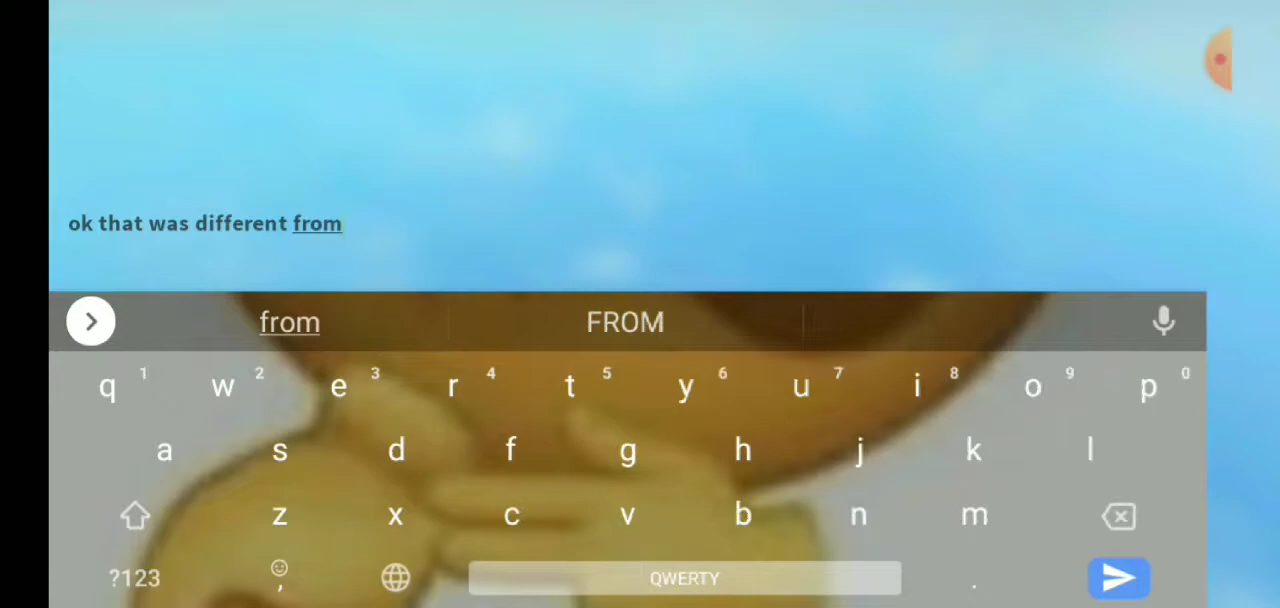 ok that was different from
from FROM
q 1 w 2 e 3 r 4 t 5 y 6 u 7 i 8 o 9 p 0
a s d f g h j k l
z x c v b n m
?123 , QWERTY .